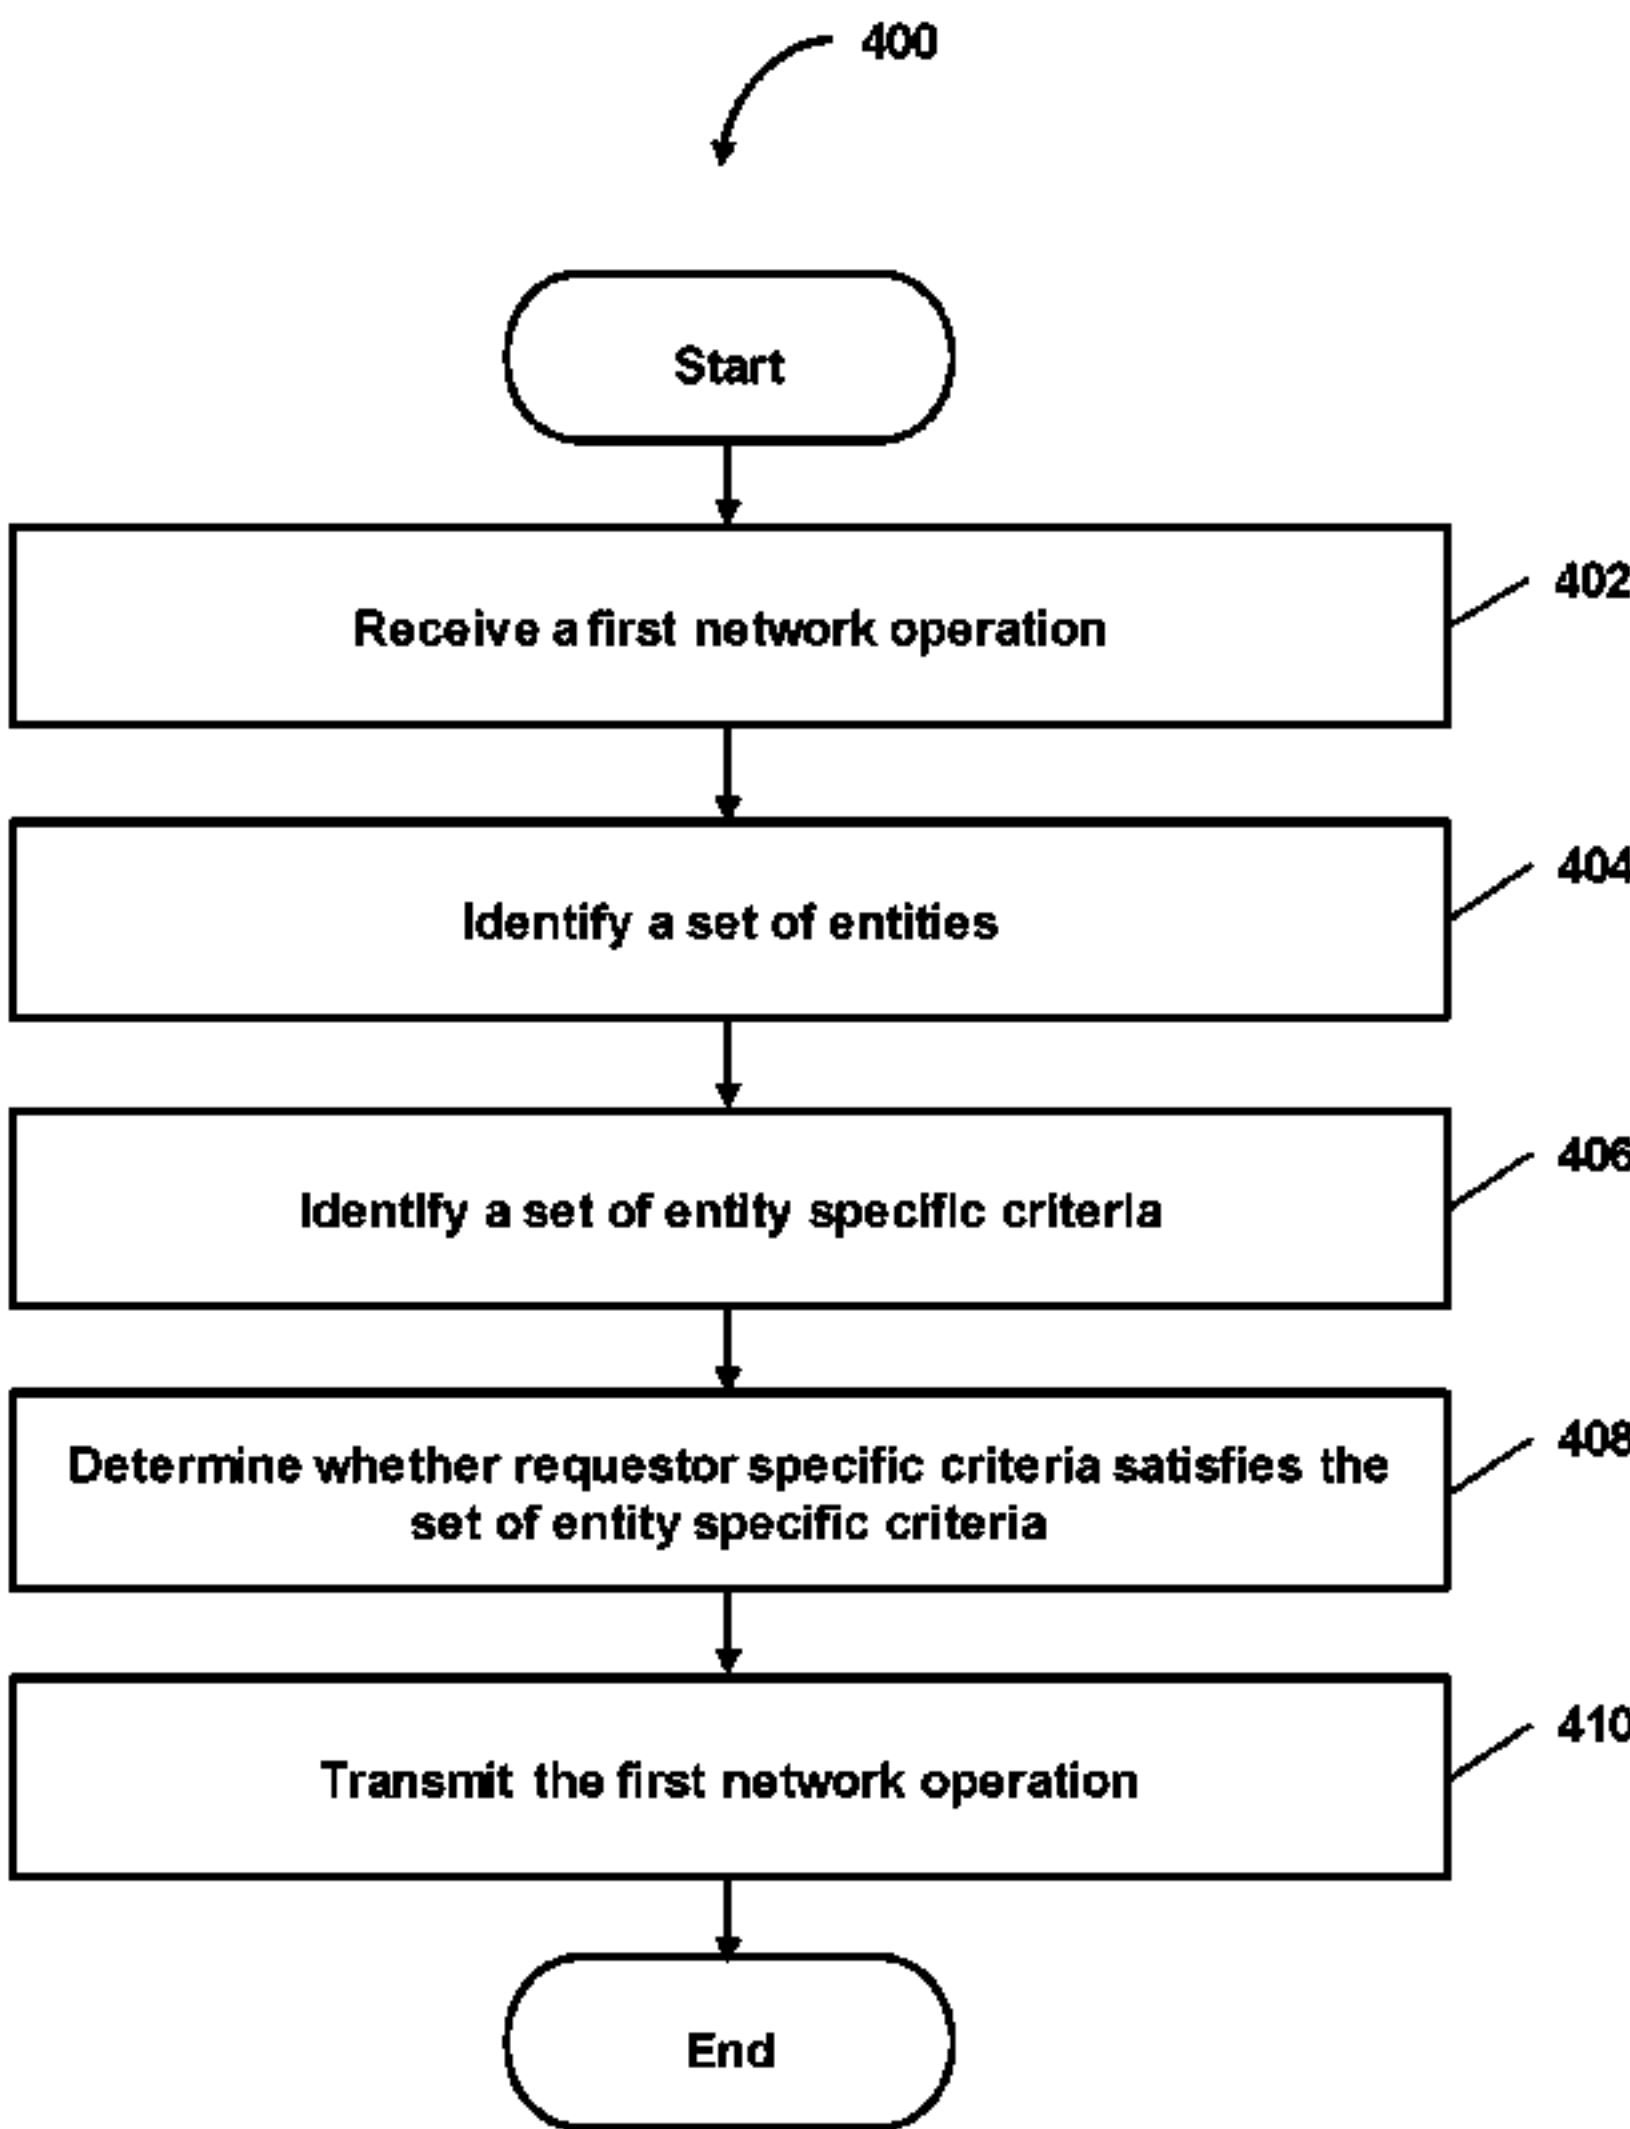 400
Start
Receive a first network operation
402
Identify a set of entities
404
Identify a set of entity specific criteria
406
Determine whether requestor specific criteria satisfies the
set of entity specific criteria
408
Transmit the first network operation
410
End